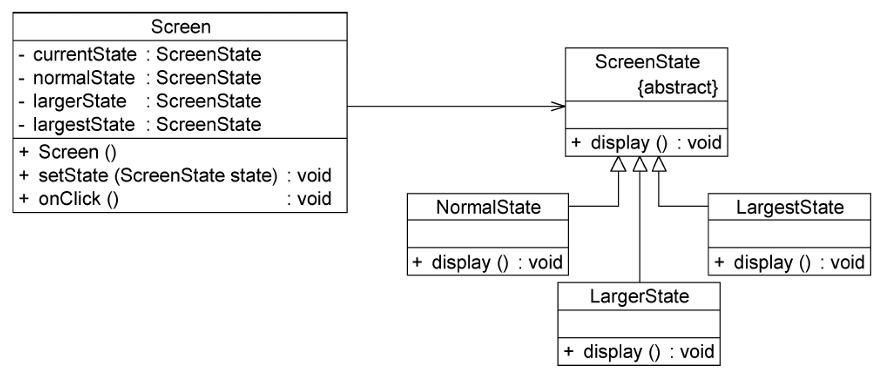 Screen
- currentState : ScreenState
- normalState : ScreenState
- largerState : ScreenState
- largestState : ScreenState
+ Screen ()
+ setState (ScreenState state) : void
+ onClick () : void
ScreenState
{abstract}
+ display () : void
NormalState
+ display () : void
LargestState
+ display () : void
LargerState
+ display () : void